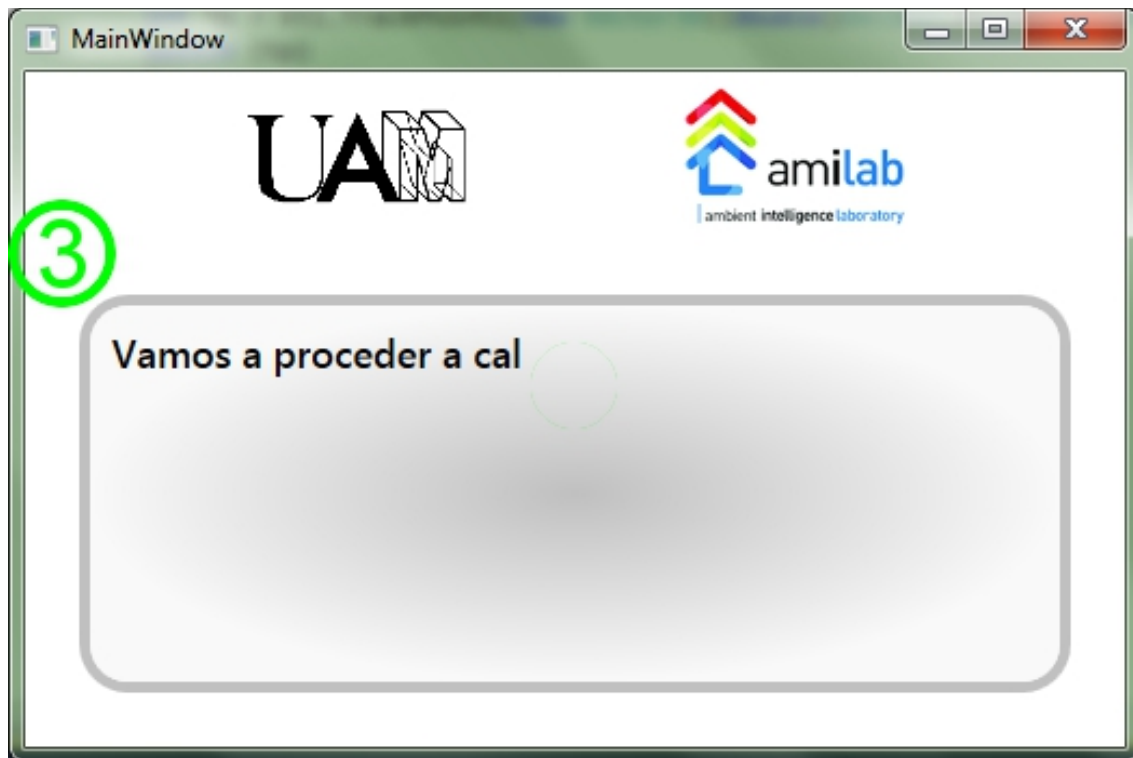 MainWindow
UAM
amilab
ambient intelligence laboratory
3
Vamos a proceder a cal